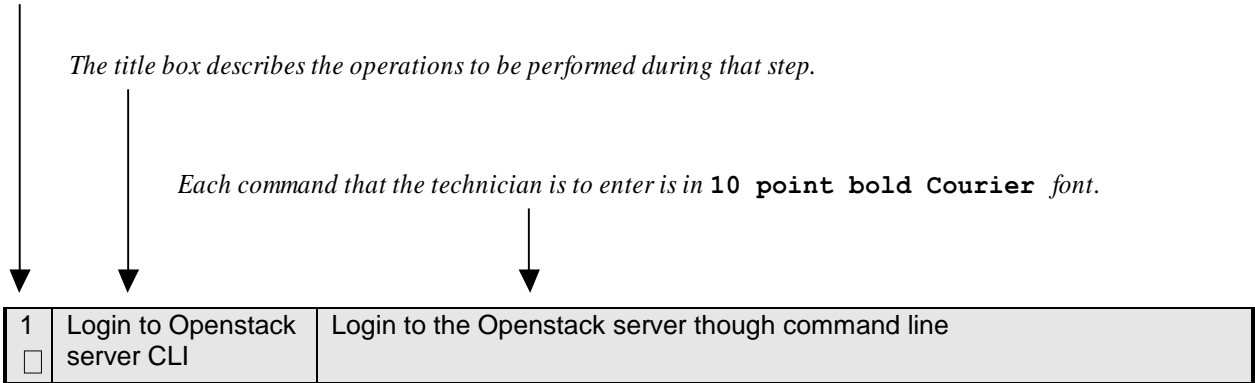 The title box describes the operations to be performed during that step.
Each command that the technician is to enter is in 10 point bold Courier font.
1 Login to Openstack Login to the Openstack server though command line
□ server CLI